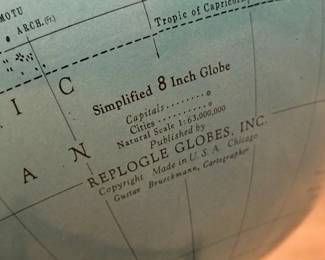 MOTU
ARCH.(Fr.)
Tropic of Capricorn
I C
A N
Simplified 8 Inch Globe
Capitals........
Cities..........
Natural Scale 1:63,000,000
Published by
REPLOGLE GLOBES, INC.
Copyright Made in U. S. A. Chicago
Gustav Brueckmann, Cartographer